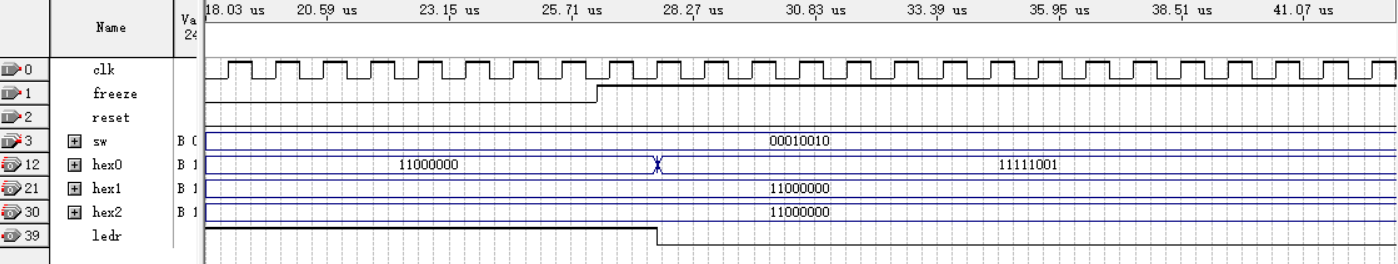 18.03 us 20.59 us 23.15 us 25.71 us 28.27 us 30.83 us 33.39 us 35.95 us 38.51 us 41.07 us
Name Va
24
0 clk
1 freeze
2 reset
3 sw B 00010010
12 hex0 B 1 11000000 11111001
21 hex1 B 1 11000000
30 hex2 B 1 11000000
39 ledr